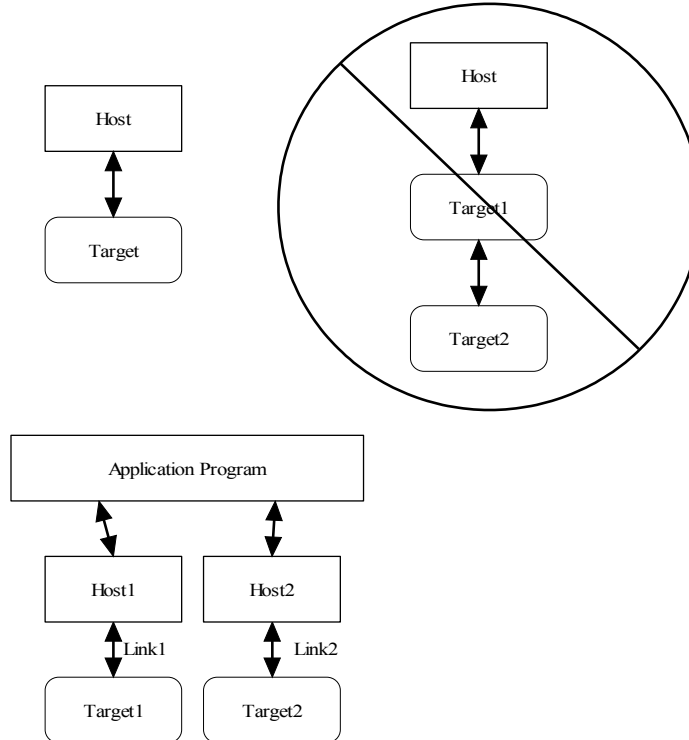 Host
Target
Host
Target1
Target2
Application Program
Host1
Host2
Link1
Link2
Target1
Target2